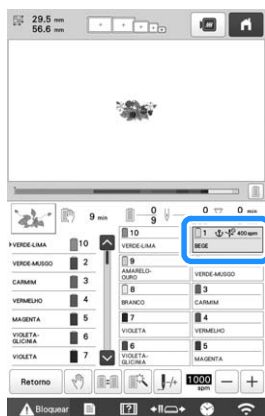 29.5 mm
56.6 mm
9 min
0
9
0
0 min
VERDE-LIMA 10
VERDE-MUSGO 2
CARMIM 3
VERMELHO 4
MAGENTA 5
VIOLETA-GLICINIA 6
VIOLETA 7
10
VERDE-LIMA
9
AMARELO-OURO
8
BRANCO
7
VIOLETA
6
VIOLETA-GLICINIA
1 400 spm
BEGE
VERDE-MUSGO
3
CARMIM
4
VERMELHO
5
MAGENTA
Retorno
1000 spm
Bloquear